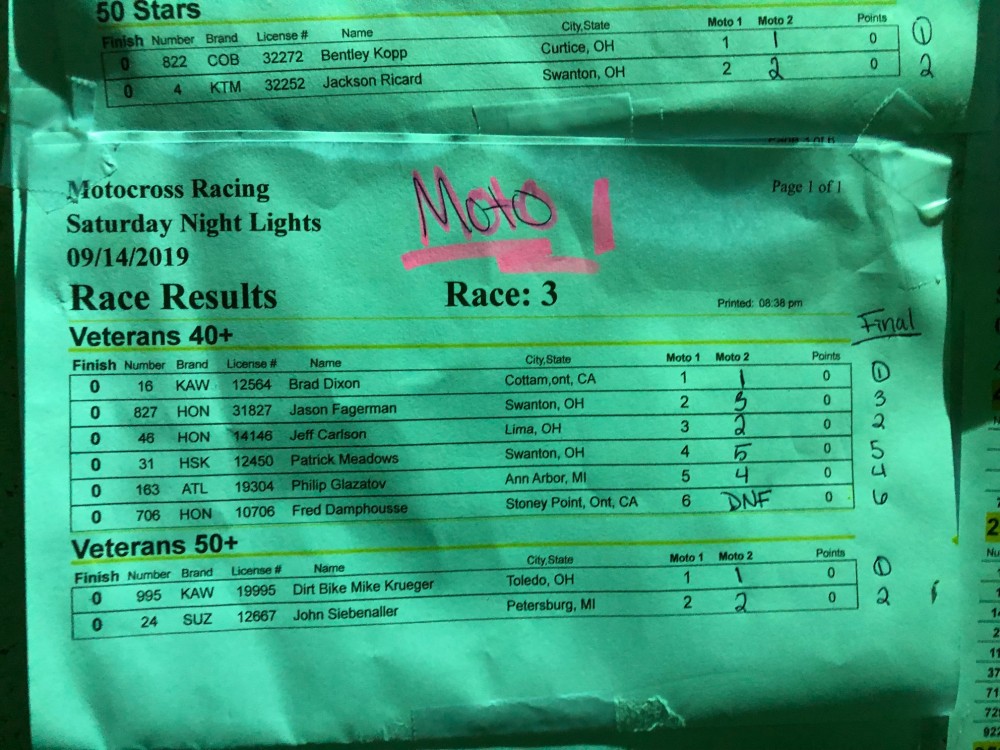 50 Stars
Finish Number Brand License # Name City,State Moto 1 Moto 2 Points
0 822 COB 32272 Bentley Kopp Curtice, OH 1 1 0 1
0 4 KTM 32252 Jackson Ricard Swanton, OH 2 2 0 2
Motocross Racing
Saturday Night Lights
09/14/2019
Moto 1
Page 1 of 1
Race Results Race: 3 Printed: 08:38 pm
Final
Veterans 40+
Finish Number Brand License # Name City,State Moto 1 Moto 2 Points
0 16 KAW 12564 Brad Dixon Cottam,ont, CA 1 1 0 1
0 827 HON 31827 Jason Fagerman Swanton, OH 2 3 0 3
0 46 HON 14146 Jeff Carlson Lima, OH 3 2 0 2
0 31 HSK 12450 Patrick Meadows Swanton, OH 4 5 0 5
0 163 ATL 19304 Philip Glazatov Ann Arbor, MI 5 4 0 4
0 706 HON 10706 Fred Damphousse Stoney Point, Ont, CA 6 DNF 0 6
Veterans 50+
Finish Number Brand License # Name City,State Moto 1 Moto 2 Points
0 995 KAW 19995 Dirt Bike Mike Krueger Toledo, OH 1 1 0 1
0 24 SUZ 12667 John Siebenaller Petersburg, MI 2 2 0 2